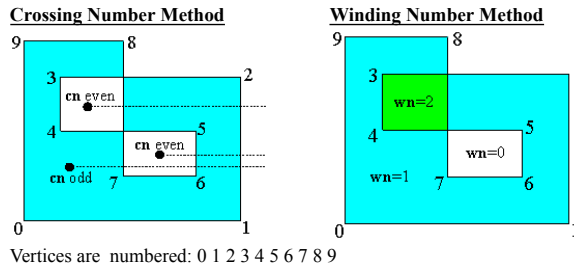 Crossing Number Method
9
8
3
2
cn even
4
5
cn even
cn odd
7
6
0
1
Winding Number Method
9
8
3
wn=2
4
5
wn=0
wn=1
7
6
0
Vertices are numbered: 0 1 2 3 4 5 6 7 8 9